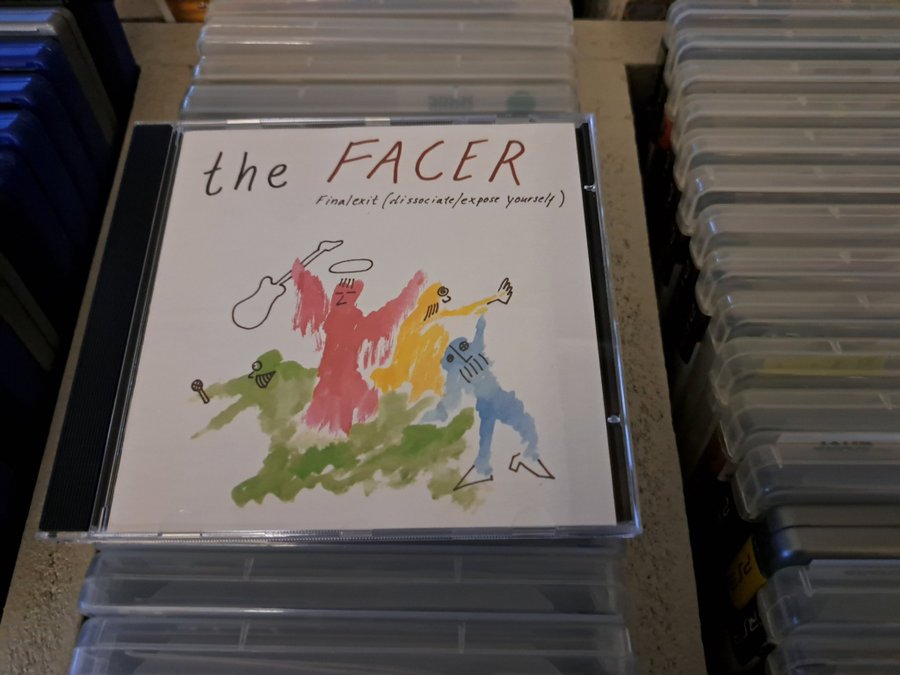 the FACER
Finalexit (dissociate/expose yourself)